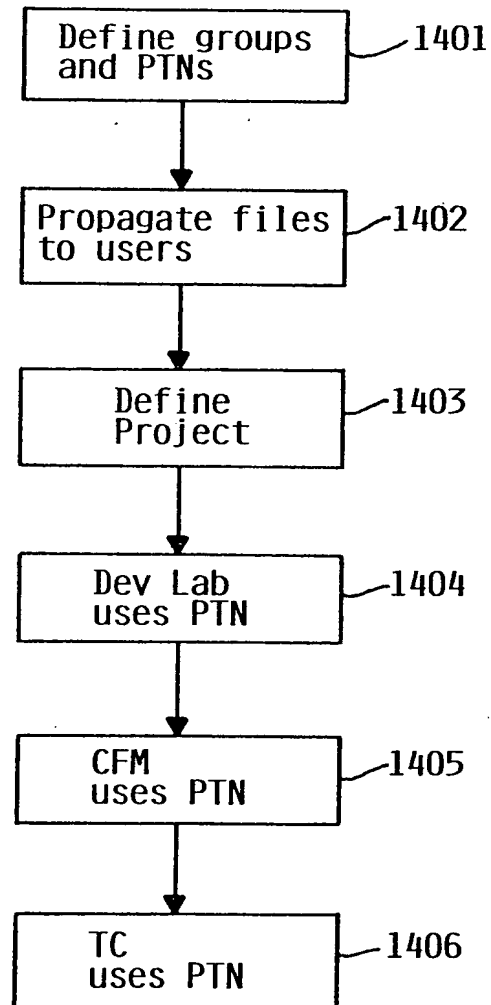 Define groups
and PTNs
1401
Propagate files
to users
1402
Define
Project
1403
Dev Lab
uses PTN
1404
CFM
uses PTN
1405
TC
uses PTN
1406